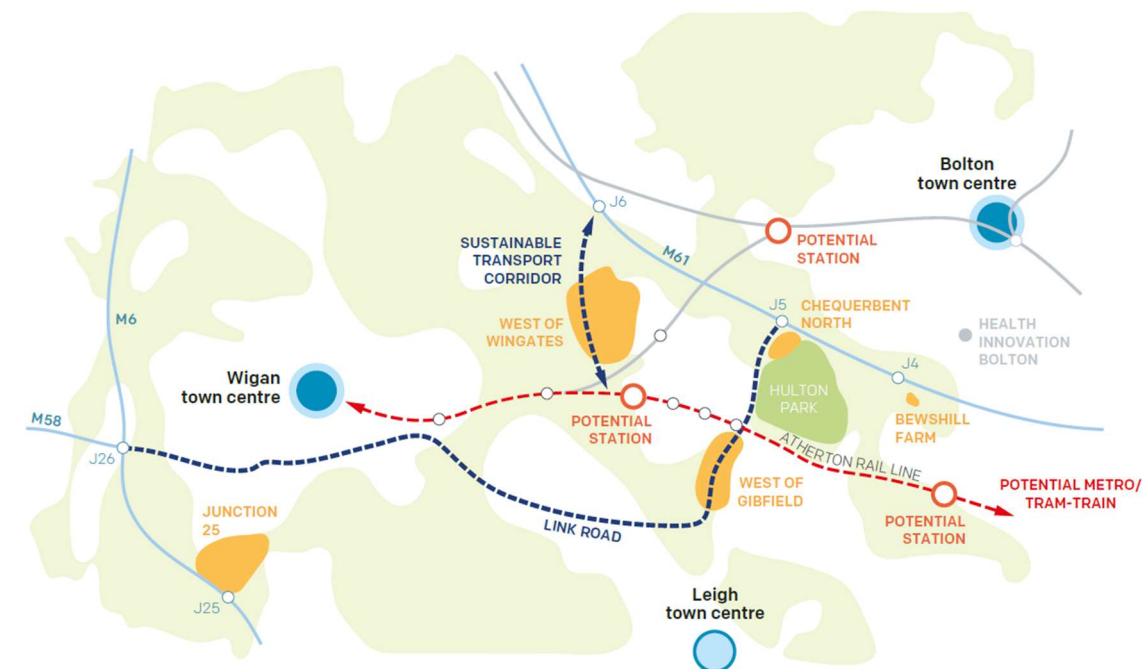 Bolton
town centre
J6
SUSTAINABLE
TRANSPORT
CORRIDOR
POTENTIAL
STATION
M61
M6
J5
CHEQUERBENT
NORTH
WEST OF
WINGATES
HEALTH
INNOVATION
BOLTON
J4
Wigan
town centre
HULTON
PARK
M58
POTENTIAL
STATION
BEWSHILL
FARM
J26
ATHERTON RAIL LINE
WEST OF
GIBFIELD
POTENTIAL METRO/
TRAM-TRAIN
JUNCTION
25
LINK ROAD
POTENTIAL
STATION
J25
Leigh
town centre